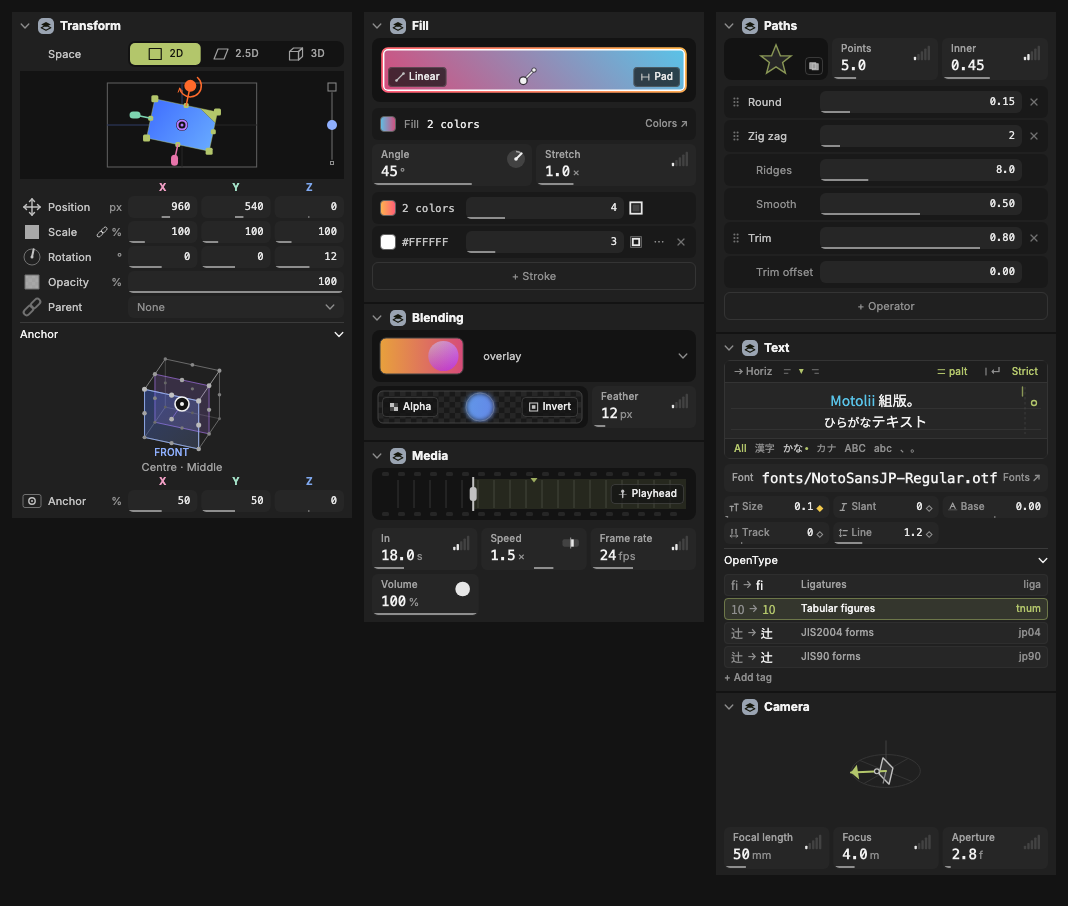 Transform
Space 2D 2.5D 3D
X Y Z
Position px 960 540 0
Scale % 100 100 100
Rotation ° 0 0 12
Opacity % 100
Parent None
Anchor
FRONT
Centre · Middle
X Y Z
Anchor % 50 50 0
Fill
Linear Pad
Fill 2 colors Colors ↗
Angle Stretch
45° 1.0×
2 colors 4
#FFFFFF 3 ··· ×
+ Stroke
Blending
overlay
Alpha Invert
Feather
12 px
Media
Playhead
In Speed Frame rate
18.0 s 1.5 × 24 fps
Volume
100 %
Paths
Points Inner
5.0 0.45
Round 0.15 ×
Zig zag 2 ×
Ridges 8.0
Smooth 0.50
Trim 0.80 ×
Trim offset 0.00
+ Operator
Text
→ Horiz palt Strict
Motolii 組版。
ひらがなテキスト
All 漢字 かな• カナ ABC abc 、。
Font fonts/NotoSansJP-Regular.otf Fonts ↗
Size 0.1 Slant 0 Base 0.00
Track 0 Line 1.2
OpenType
fi → fi Ligatures liga
10 → 10 Tabular figures tnum
辻 → 辻 JIS2004 forms jp04
辻 → 辻 JIS90 forms jp90
+ Add tag
Camera
Focal length Focus Aperture
50 mm 4.0 m 2.8 f